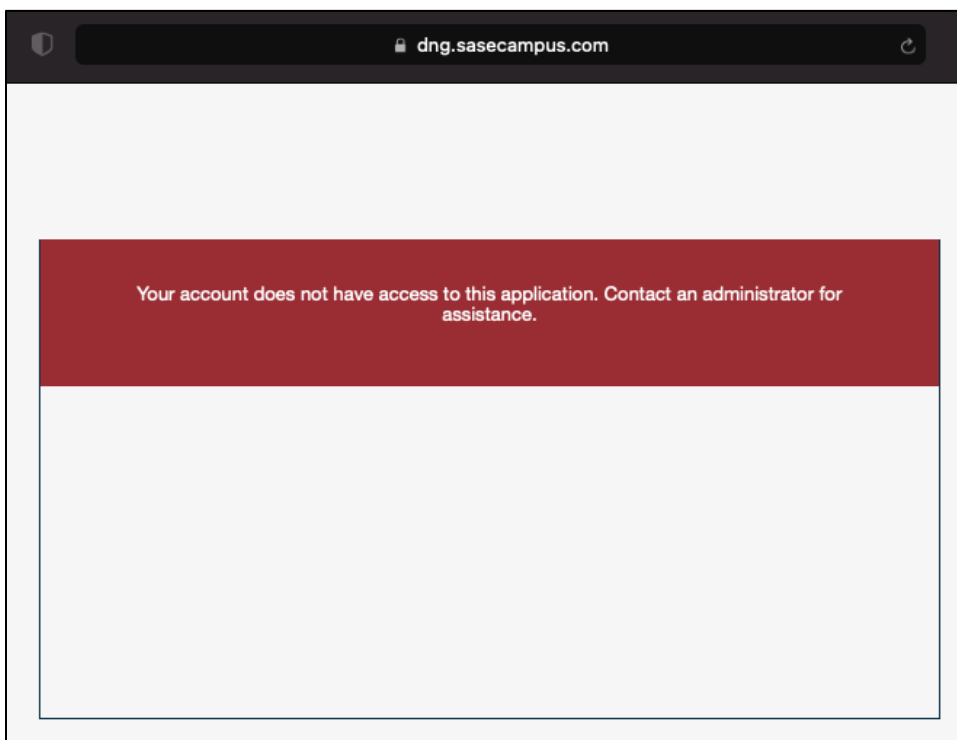 dng.sasecampus.com
Your account does not have access to this application. Contact an administrator for
assistance.